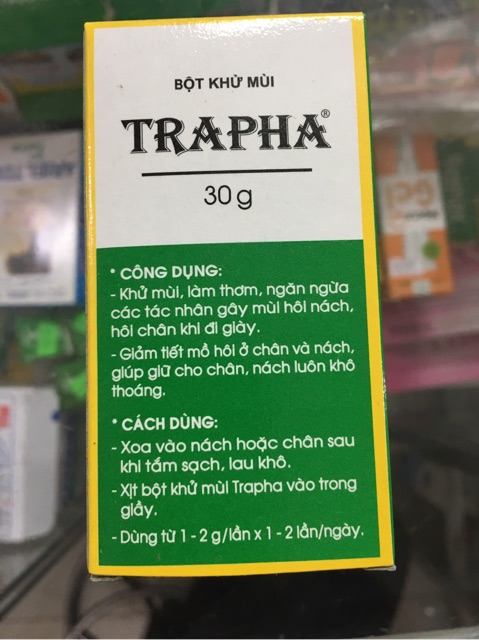 BỘT KHỬ MÙI
TRAPHA®
30 g
* CÔNG DỤNG:
- Khử mùi, làm thơm, ngăn ngừa
các tác nhân gây mùi hôi nách,
hôi chân khi đi giày.
- Giảm tiết mồ hôi ở chân và nách,
giúp giữ cho chân, nách luôn khô
thoáng.
* CÁCH DÙNG:
- Xoa vào nách hoặc chân sau
khi tắm sạch, lau khô.
- Xịt bột khử mùi Trapha vào trong
giầy.
- Dùng từ 1 - 2 g/lần x 1 - 2 lần/ngày.